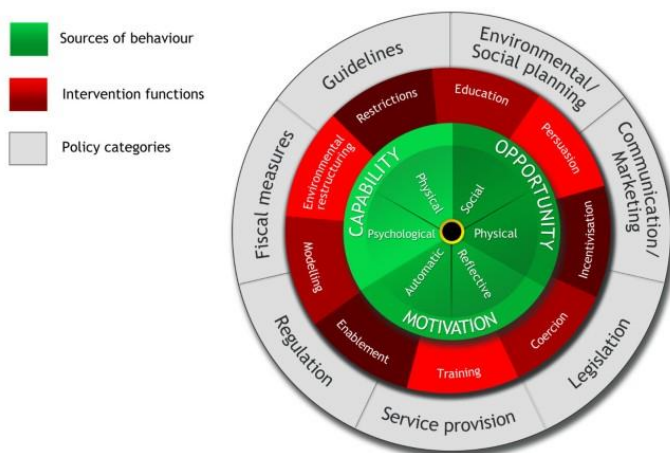 Sources of behaviour
Intervention functions
Policy categories
Guidelines
Environmental/
Social planning
Communication/
Marketing
Legislation
Service provision
Regulation
Fiscal measures
Restrictions
Education
Persuasion
Incentivisation
Coercion
Training
Enablement
Modelling
Environmental
restructuring
CAPABILITY
OPPORTUNITY
MOTIVATION
Physical
Social
Psychological
Physical
Automatic
Reflective